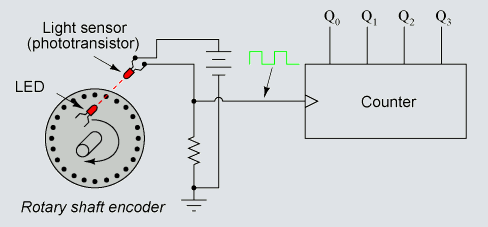 Light sensor
(phototransistor)
LED
Rotary shaft encoder
Q0 Q1 Q2 Q3
Counter